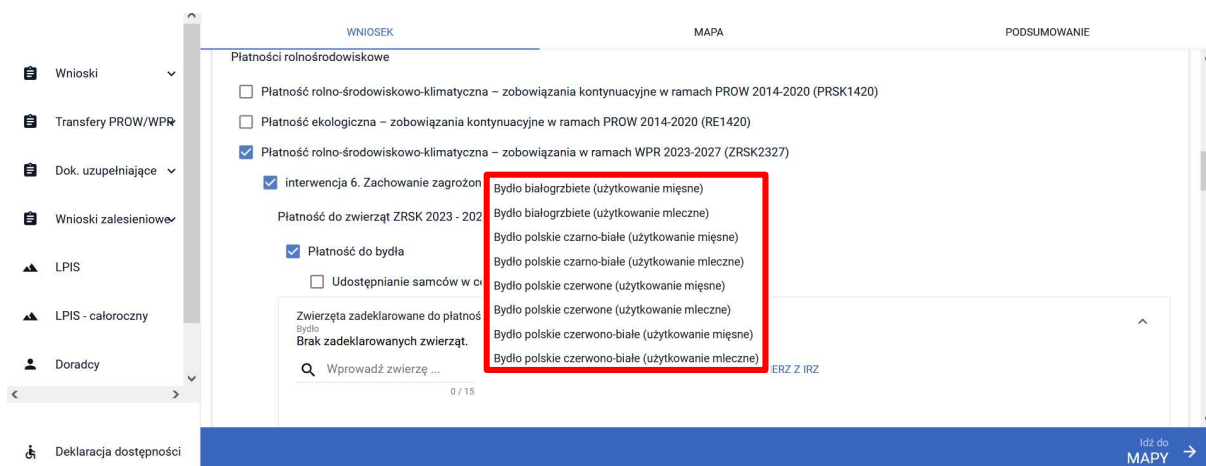 WNIOSEK
MAPA
PODSUMOWANIE
Wnioski
Transfery PROW/WPR
Dok. uzupełniające
Wnioski zalesieniowe
LPIS
LPIS - całoroczny
Doradcy
Deklaracja dostępności
Płatności rolnośrodowiskowe
Płatność rolno-środowiskowo-klimatyczna – zobowiązania kontynuacyjne w ramach PROW 2014-2020 (PRSK1420)
Płatność ekologiczna – zobowiązania kontynuacyjne w ramach PROW 2014-2020 (RE1420)
Płatność rolno-środowiskowo-klimatyczna – zobowiązania w ramach WPR 2023-2027 (ZRSK2327)
interwencja 6. Zachowanie
Płatność do zwierząt ZRSK 2023 -
Płatność do bydła
Udostępnianie samców w
Bydło białogrzbiete (użytkowanie mięsne)
Bydło białogrzbiete (użytkowanie mleczne)
Bydło polskie czarno-białe (użytkowanie mięsne)
Bydło polskie czarno-białe (użytkowanie mleczne)
Bydło polskie czerwone (użytkowanie mięsne)
Bydło polskie czerwone (użytkowanie mleczne)
Bydło polskie czerwono-białe (użytkowanie mięsne)
Bydło polskie czerwono-białe (użytkowanie mleczne)
Zwierzęta zadeklarowane do
Bydło
Brak zadeklarowanych zwierząt.
Wprowadź zwierzę ...
Z IRZ
0 / 15
Idź do
MAPY